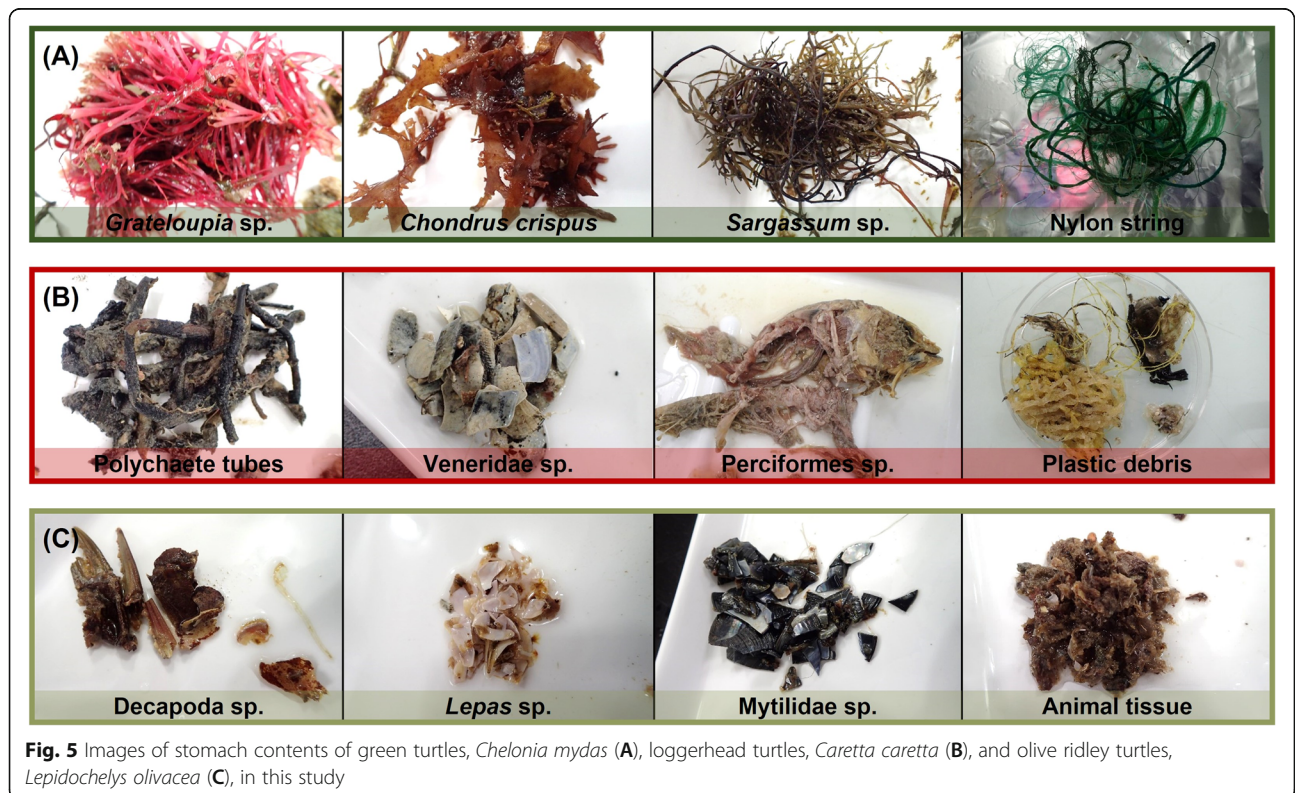 (A)
Grateloupia sp. Chondrus crispus Sargassum sp. Nylon string
(B)
Polychaete tubes Veneridae sp. Perciformes sp. Plastic debris
(C)
Decapoda sp. Lepas sp. Mytilidae sp. Animal tissue
Fig. 5 Images of stomach contents of green turtles, Chelonia mydas (A), loggerhead turtles, Caretta caretta (B), and olive ridley turtles,
Lepidochelys olivacea (C), in this study